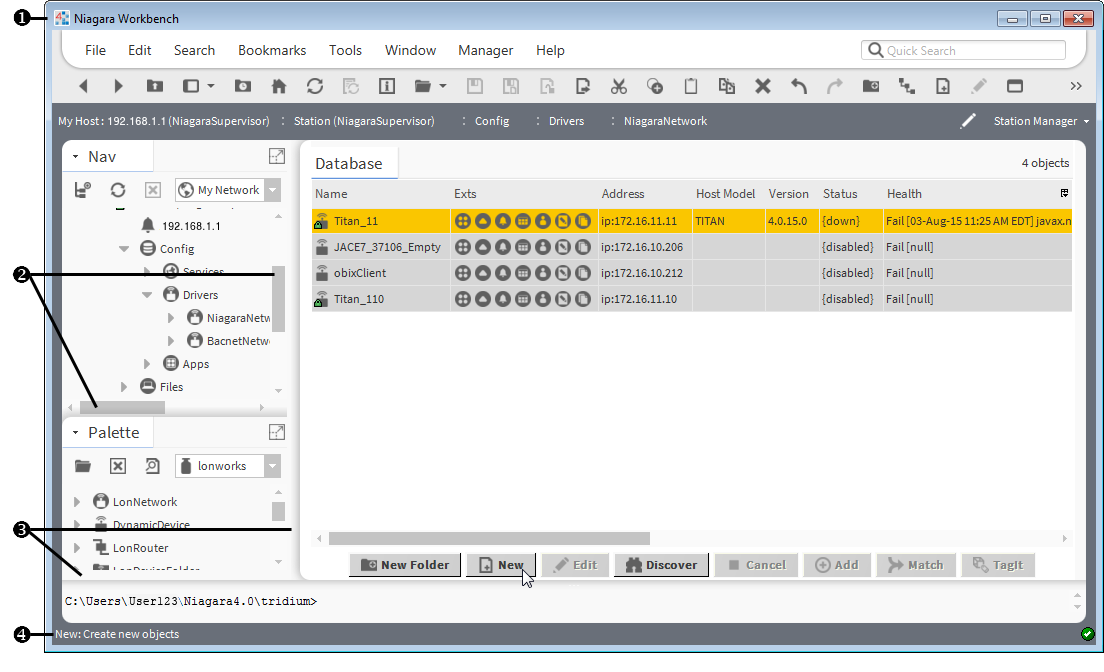 1 Niagara Workbench
File Edit Search Bookmarks Tools Window Manager Help Quick Search
My Host : 192.168.1.1 (NiagaraSupervisor) : Station (NiagaraSupervisor) : Config : Drivers : NiagaraNetwork Station Manager
Nav
My Network
192.168.1.1
Config
2
Services
Drivers
NiagaraNetw
BacnetNetw
Apps
Files
Palette
lonworks
LonNetwork
3
DynamicDevice
LonRouter
LonDeviceFolder
Database 4 objects
Name Exts Address Host Model Version Status Health
Titan_11 ip:172.16.11.11 TITAN 4.0.15.0 {down} Fail [03-Aug-15 11:25 AM EDT] javax.n
JACE7_37106_Empty ip:172.16.10.206 {disabled} Fail [null]
obixClient ip:172.16.10.212 {disabled} Fail [null]
Titan_110 ip:172.16.11.10 {disabled} Fail [null]
New Folder New Edit Discover Cancel Add Match TagIt
C:\Users\User123\Niagara4.0\tridium>
4 New: Create new objects